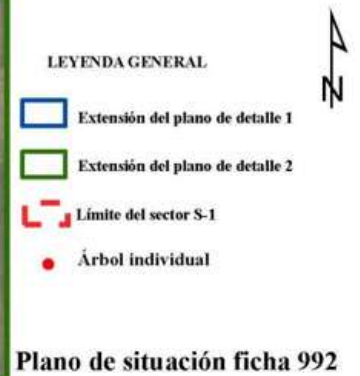 LEYENDA GENERAL
N
Extensión del plano de detalle 1
Extensión del plano de detalle 2
Límite del sector S-1
Árbol individual
Plano de situación ficha 992